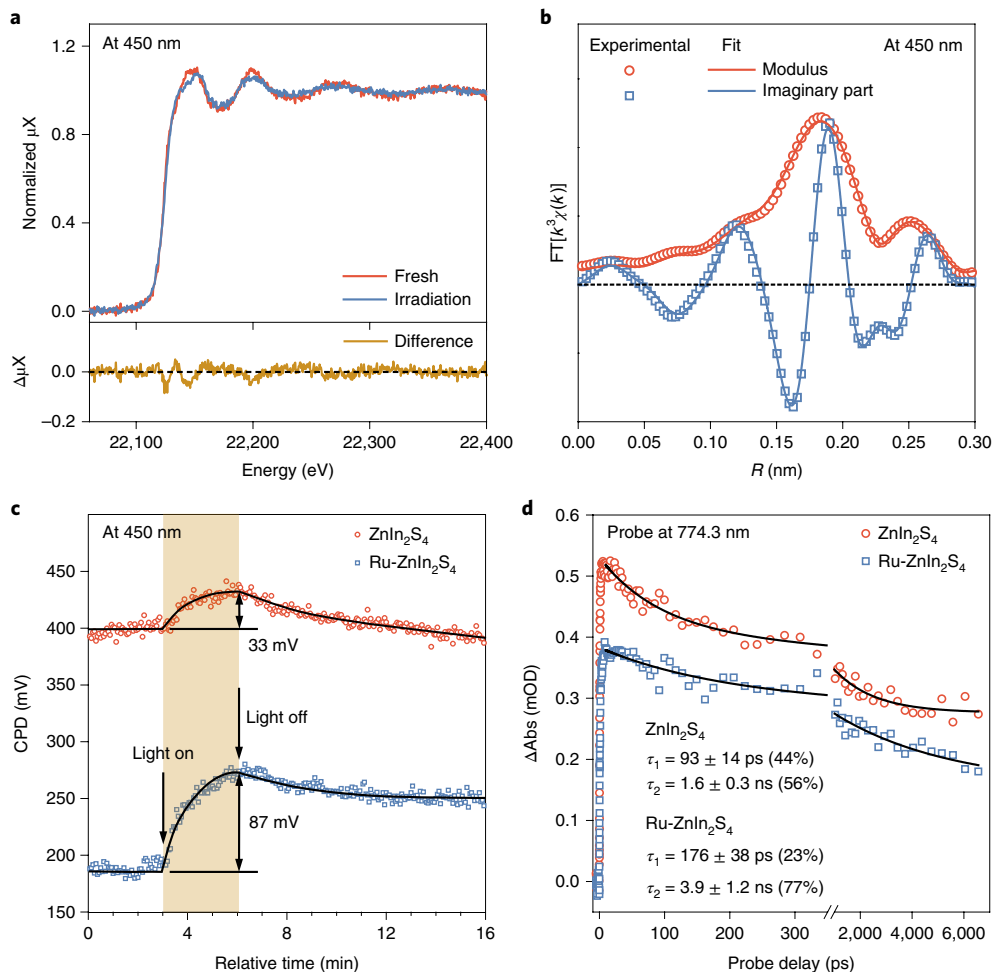 a
At 450 nm
Normalized μX
1.2
0.8
0.4
0.0
Fresh
Irradiation
Difference
ΔμX
0.0
–0.2
22,100 22,200 22,300 22,400
Energy (eV)
b
Experimental Fit At 450 nm
Modulus
Imaginary part
FT[k³χ(k)]
0.00 0.05 0.10 0.15 0.20 0.25 0.30
R (nm)
c
At 450 nm
ZnIn₂S₄
Ru-ZnIn₂S₄
CPD (mV)
450
400
350
300
250
200
150
33 mV
Light off
Light on
87 mV
0 4 8 12 16
Relative time (min)
d
Probe at 774.3 nm
ZnIn₂S₄
Ru-ZnIn₂S₄
ΔAbs (mOD)
0.6
0.5
0.4
0.3
0.2
0.1
0.0
ZnIn₂S₄
τ₁ = 93 ± 14 ps (44%)
τ₂ = 1.6 ± 0.3 ns (56%)
Ru-ZnIn₂S₄
τ₁ = 176 ± 38 ps (23%)
τ₂ = 3.9 ± 1.2 ns (77%)
0 100 200 300 2,000 4,000 6,000
Probe delay (ps)